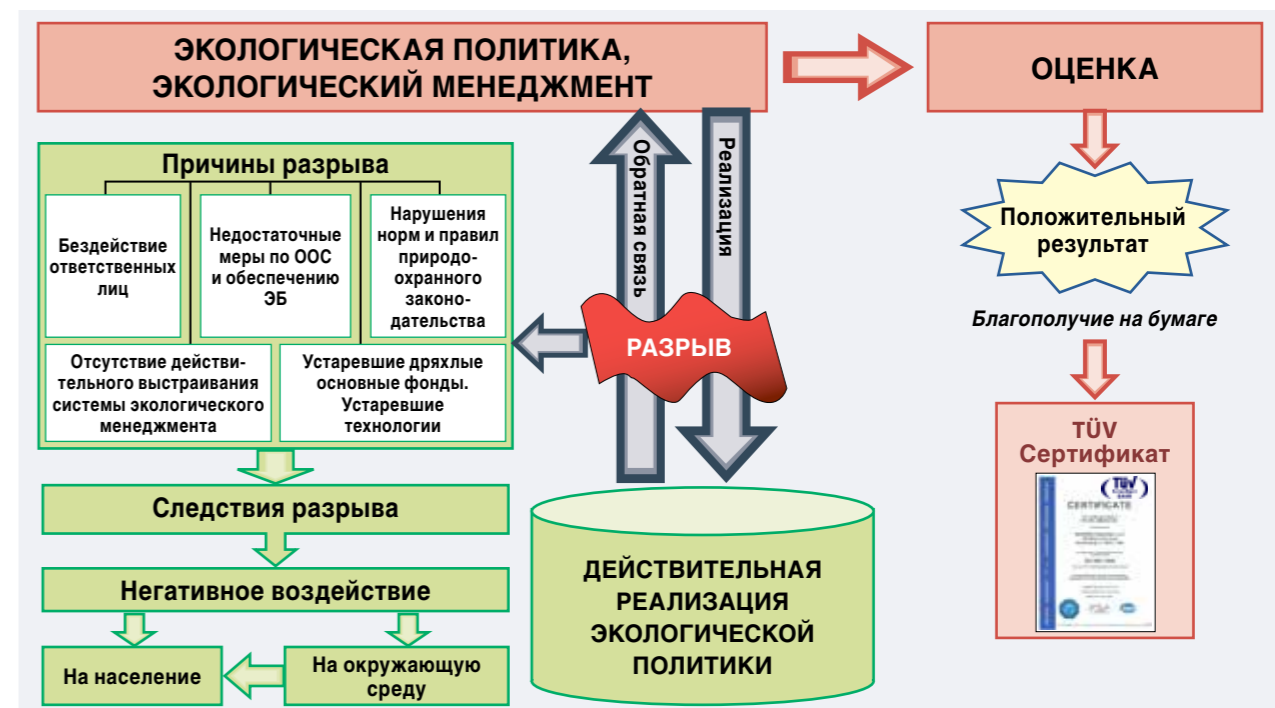 ЭКОЛОГИЧЕСКАЯ ПОЛИТИКА,
ЭКОЛОГИЧЕСКИЙ МЕНЕДЖМЕНТ
ОЦЕНКА
Причины разрыва
Бездействие
ответственных
лиц
Недостаточные
меры по ООС
и обеспечению
ЭБ
Нарушения
норм и правил
природо-
охранного
законо-
дательства
Отсутствие действи-
тельного выстраивания
системы экологического
менеджмента
Устаревшие дряхлые
основные фонды.
Устаревшие
технологии
Обратная связь
Реализация
РАЗРЫВ
Положительный
результат
Благополучие на бумаге
TÜV
Сертификат
TÜV
CERTIFICATE
Следствия разрыва
Негативное воздействие
На население
На окружающую
среду
ДЕЙСТВИТЕЛЬНАЯ
РЕАЛИЗАЦИЯ
ЭКОЛОГИЧЕСКОЙ
ПОЛИТИКИ